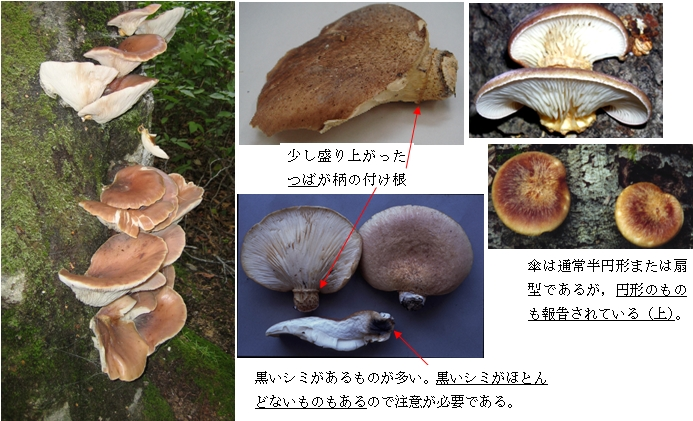 少し盛り上がった
つばが柄の付け根
傘は通常半円形または扇
型であるが，円形のもの
も報告されている（上）。
黒いシミがあるものが多い。黒いシミがほとん
どないものもあるので注意が必要である。